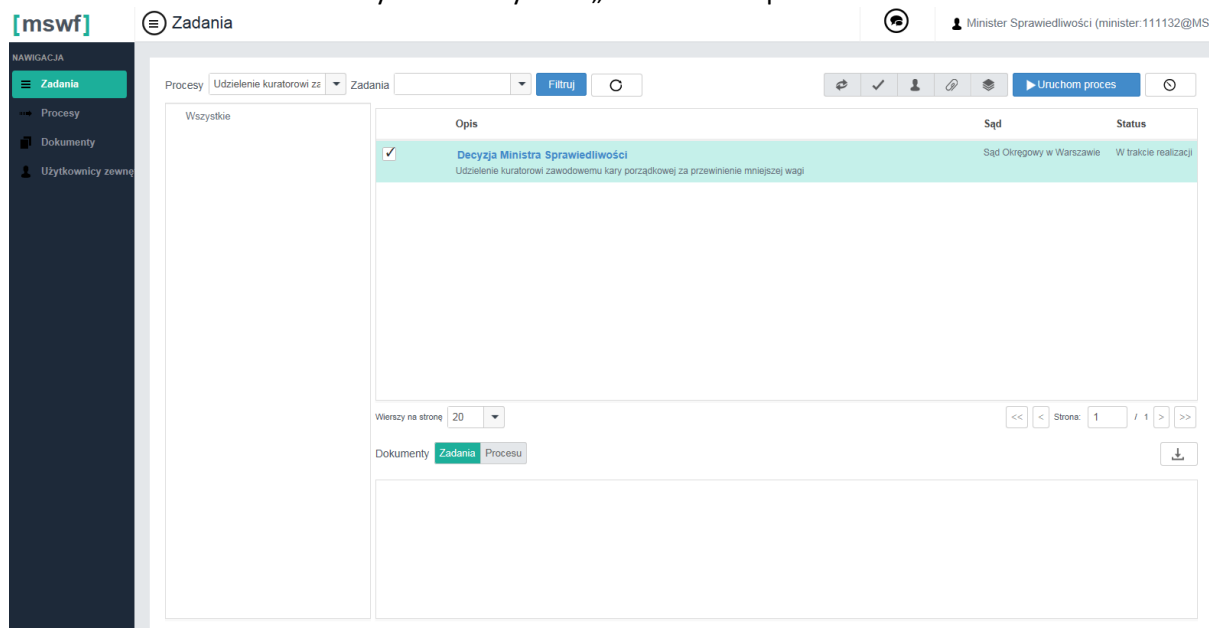 [mswf]
Zadania
Minister Sprawiedliwości (minister:111132@MS
NAWIGACJA
Zadania
Procesy
Dokumenty
Użytkownicy zewnę
Procesy Udzielenie kuratorowi za Zadania Filtruj Uruchom proces
Wszystkie
Opis Sąd Status
Decyzja Ministra Sprawiedliwości Sąd Okręgowy w Warszawie W trakcie realizacji
Udzielenie kuratorowi zawodowemu kary porządkowej za przewinienie mniejszej wagi
Wierszy na stronę 20 << < Strona: 1 / 1 > >>
Dokumenty Zadania Procesu